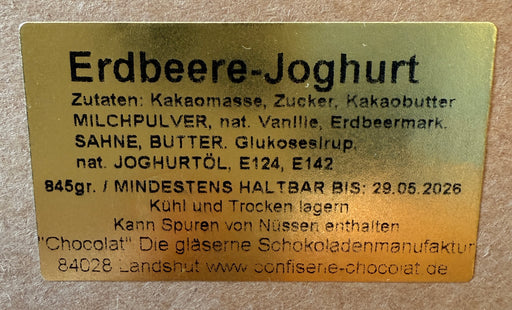 Erdbeere-Joghurt
Zutaten: Kakaomasse, Zucker, Kakaobutter
MILCHPULVER, nat. Vanille, Erdbeermark.
SAHNE, BUTTER. Glukosesirup,
nat. JOGHURTÖL, E124, E142
845gr. / MINDESTENS HALTBAR BIS: 29.05.2026
Kühl und Trocken lagern
Kann Spuren von Nüssen enthalten
"Chocolat" Die gläserne Schokoladenmanufaktur
84028 Landshut www.confiserie-chocolat.de